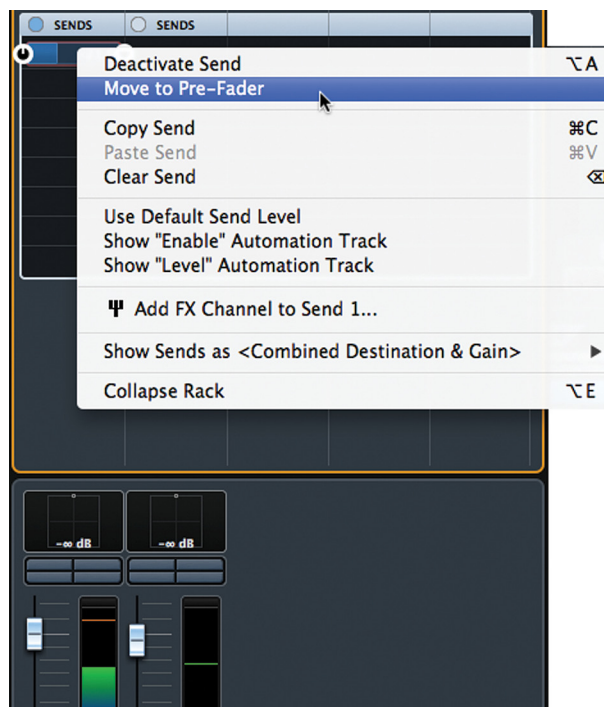 SENDS SENDS
Deactivate Send ⌥A
Move to Pre-Fader
Copy Send ⌘C
Paste Send ⌘V
Clear Send ⌫
Use Default Send Level
Show "Enable" Automation Track
Show "Level" Automation Track
Add FX Channel to Send 1...
Show Sends as <Combined Destination & Gain>
Collapse Rack ⌥E
-∞ dB -∞ dB